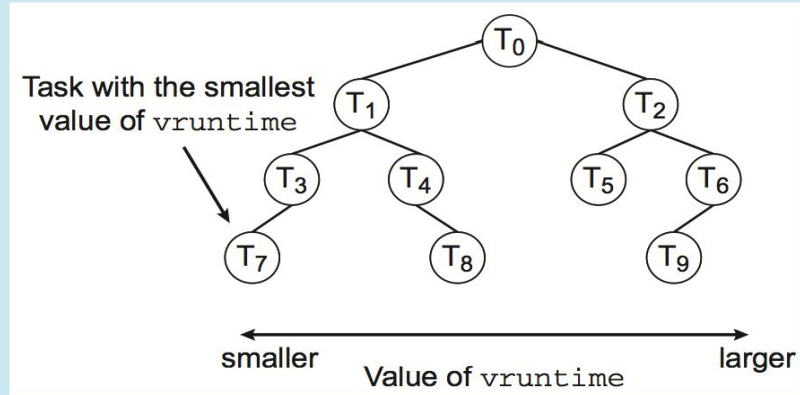 T0
Task with the smallest
value of vruntime
T1
T2
T3
T4
T5
T6
T7
T8
T9
smaller
larger
Value of vruntime